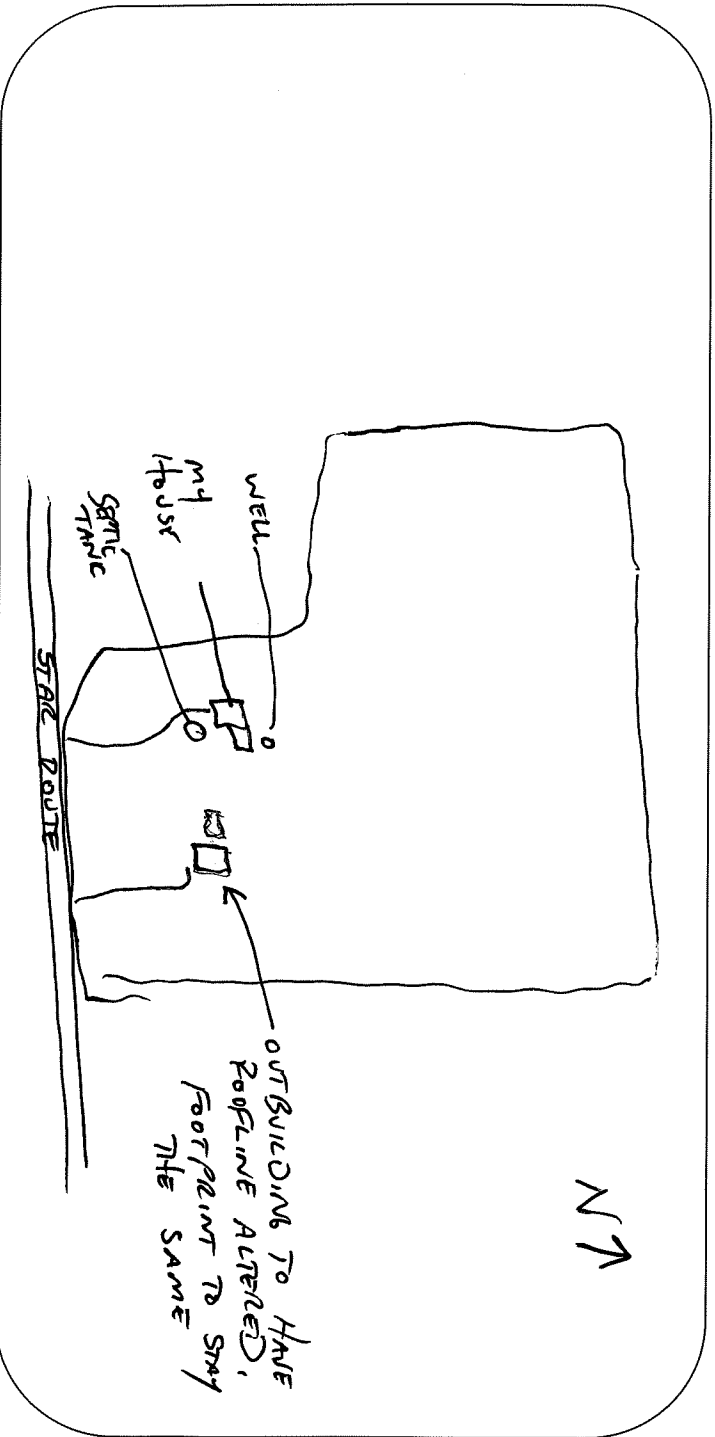 N
WELL
MY
HOUSE
SEPTIC
TANK
OUTBUILDING TO HAVE
ROOFLINE ALTERED,
FOOTPRINT TO STAY
THE SAME
STAR ROUTE